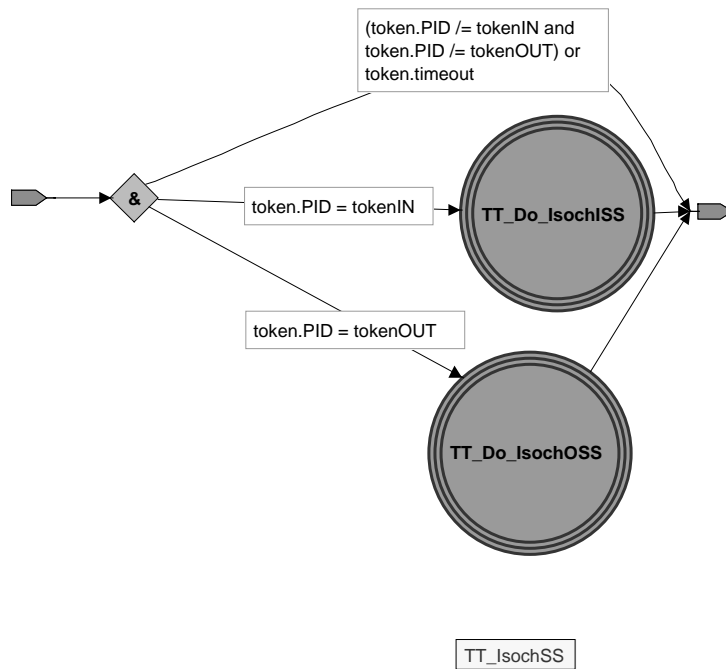 (token.PID /= tokenIN and
token.PID /= tokenOUT) or
token.timeout
&
token.PID = tokenIN
TT_Do_IsochISS
token.PID = tokenOUT
TT_Do_IsochOSS
TT_IsochSS